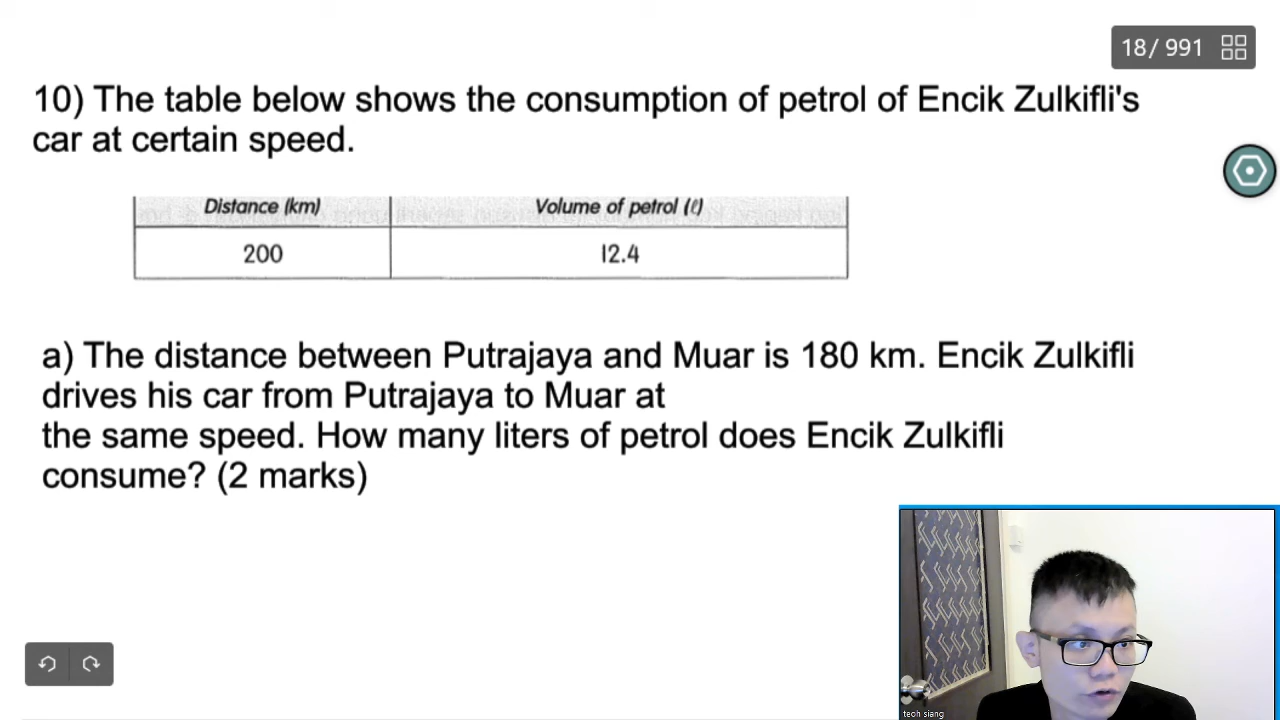 18/ 991
10) The table below shows the consumption of petrol of Encik Zulkifli's
car at certain speed.
Distance (km) Volume of petrol (ℓ)
200 12.4
a) The distance between Putrajaya and Muar is 180 km. Encik Zulkifli
drives his car from Putrajaya to Muar at
the same speed. How many liters of petrol does Encik Zulkifli
consume? (2 marks)
teoh siang